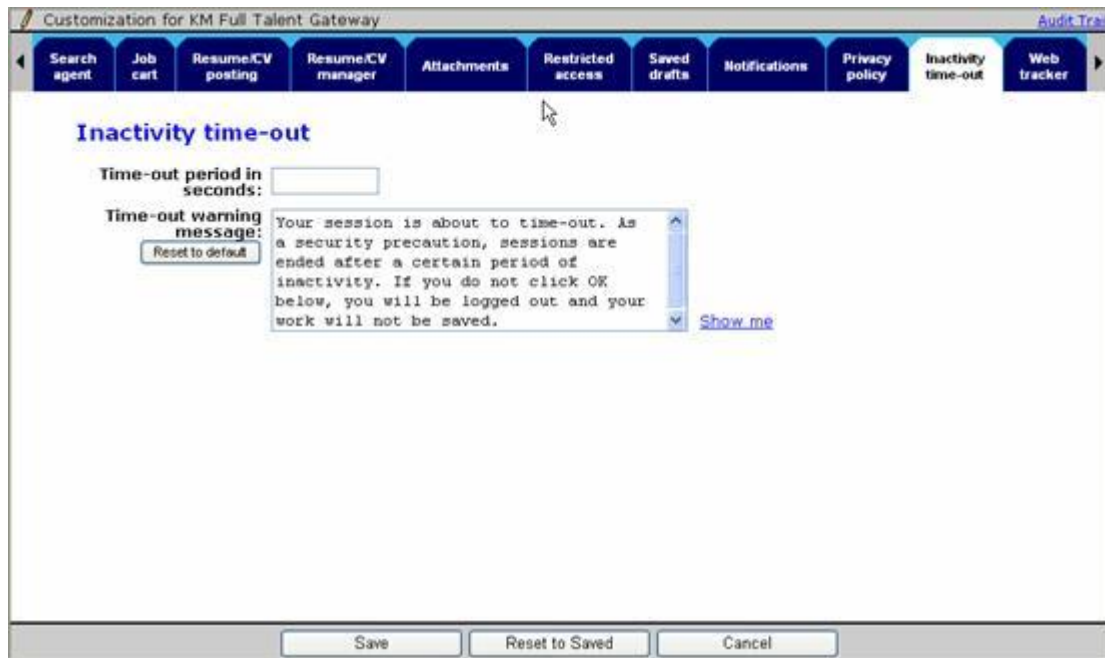 Customization for KM Full Talent Gateway
Audit Trai
Search agent
Job cart
Resume/CV posting
Resume/CV manager
Attachments
Restricted access
Saved drafts
Notifications
Privacy policy
Inactivity time-out
Web tracker
Inactivity time-out
Time-out period in
seconds:
Time-out warning
message:
Reset to default
Your session is about to time-out. As
a security precaution, sessions are
ended after a certain period of
inactivity. If you do not click OK
below, you will be logged out and your
work will not be saved.
Show me
Save
Reset to Saved
Cancel